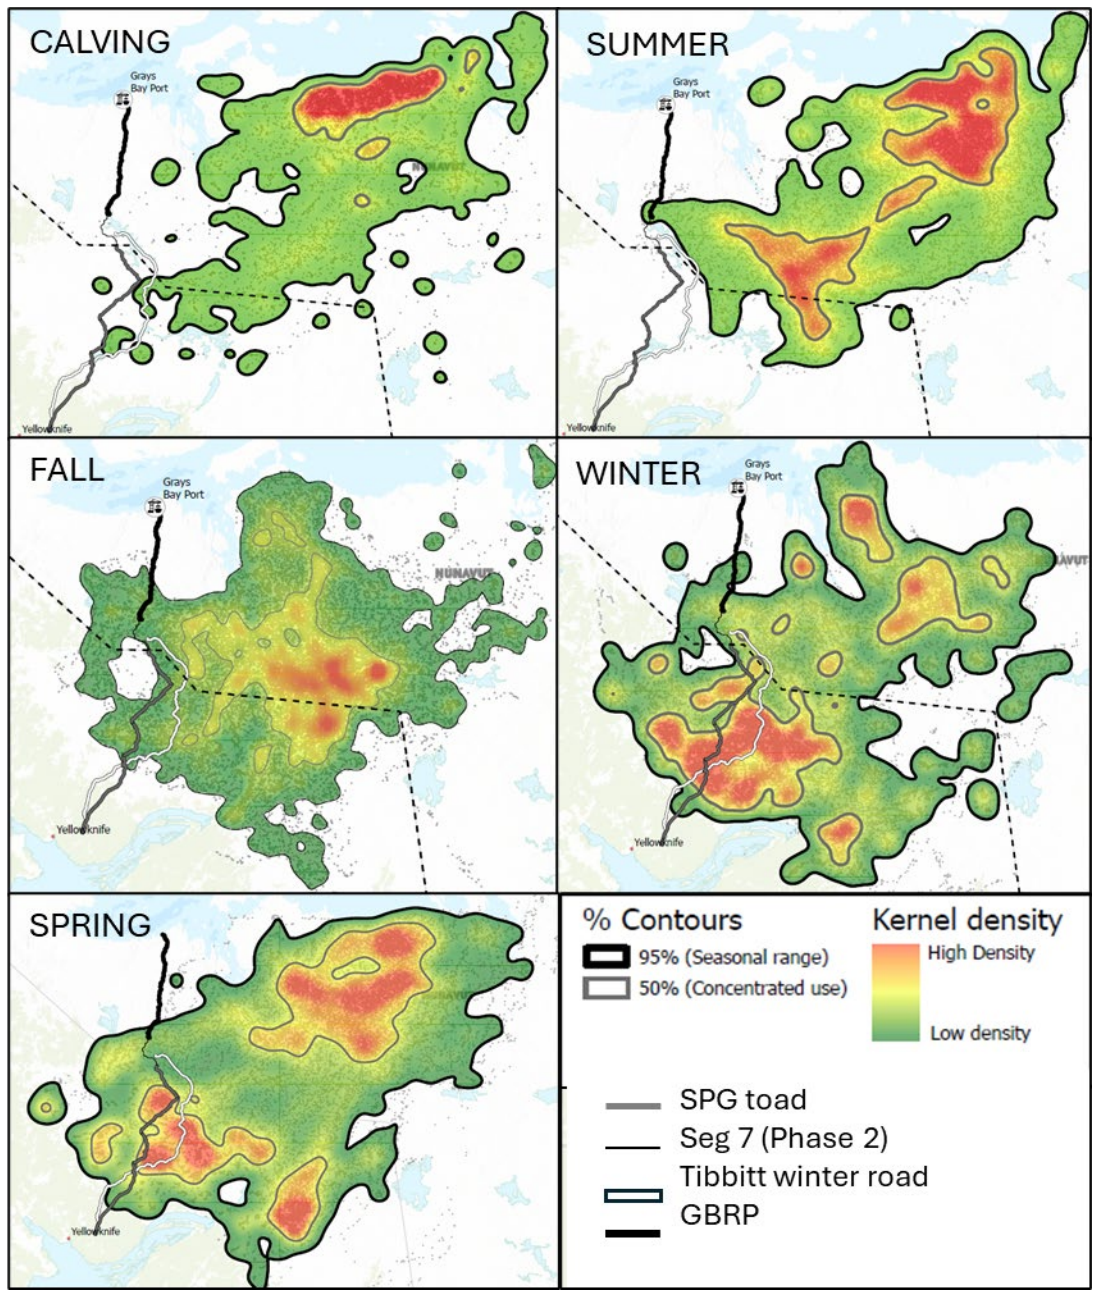 CALVING
Grays
Bay Port
NUNAVUT
Yellowknife
SUMMER
Grays
Bay Port
Yellowknife
FALL
Grays
Bay Port
NUNAVUT
Yellowknife
WINTER
Grays
Bay Port
AVUT
Yellowknife
SPRING
Yellowknife
% Contours
95% (Seasonal range)
50% (Concentrated use)
Kernel density
High Density
Low density
SPG toad
Seg 7 (Phase 2)
Tibbitt winter road
GBRP